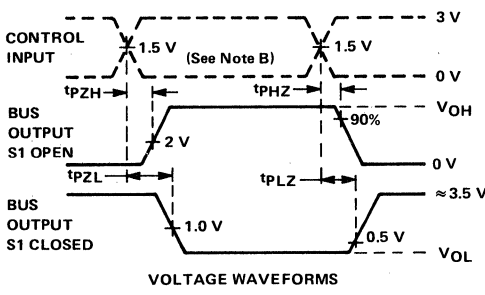 3 V
CONTROL
INPUT
1.5 V
(See Note B)
1.5 V
0 V
tPZH
tPHZ
VOH
BUS
OUTPUT
S1 OPEN
2 V
90%
0 V
tPZL
tPLZ
≈3.5 V
BUS
OUTPUT
S1 CLOSED
1.0 V
0.5 V
VOL
VOLTAGE WAVEFORMS